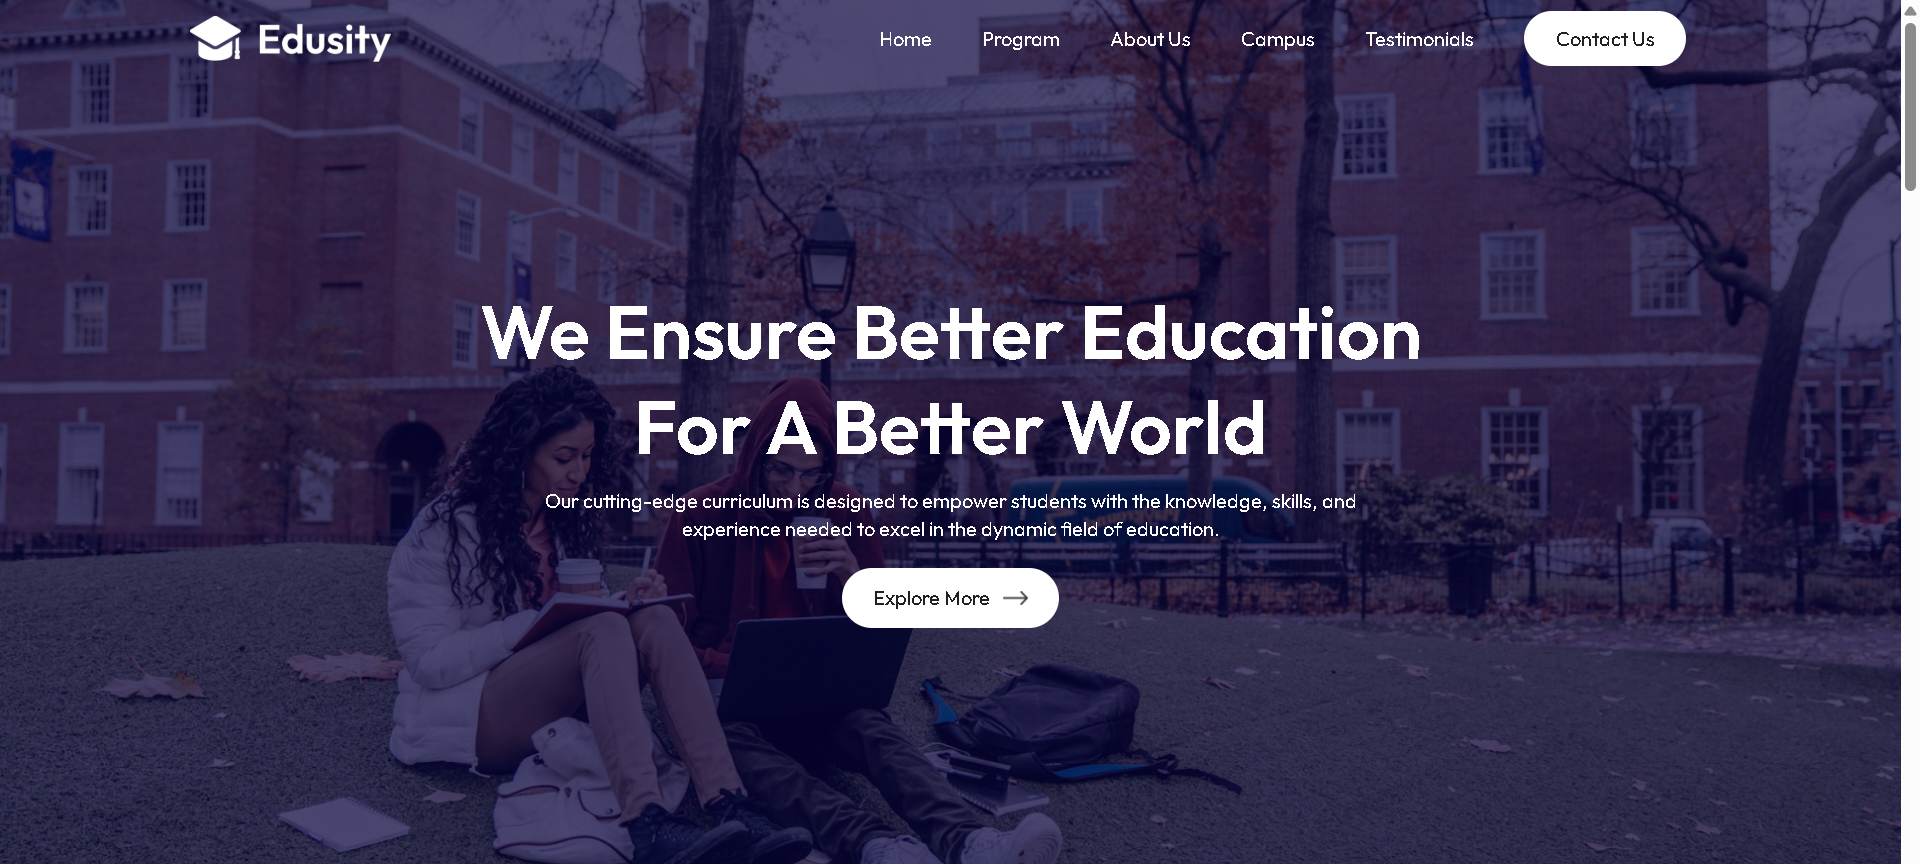 Edusity
Home
Program
About Us
Campus
Testimonials
Contact Us
We Ensure Better Education
For A Better World
Our cutting-edge curriculum is designed to empower students with the knowledge, skills, and
experience needed to excel in the dynamic field of education.
Explore More